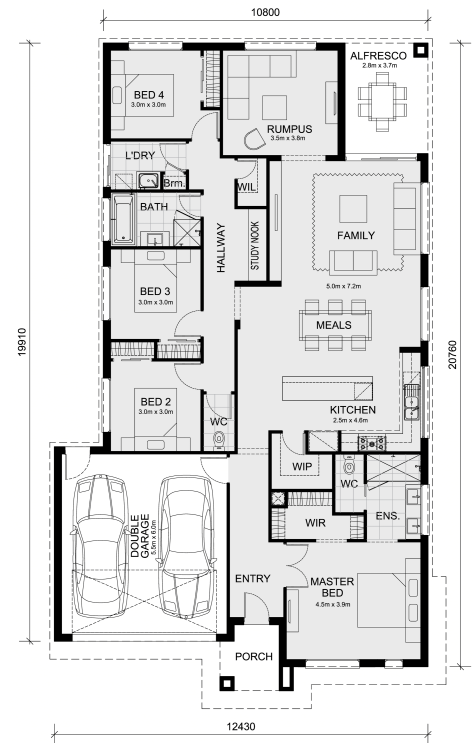 10800
ALFRESCO
2.8m x 3.7m
BED 4
3.0m x 3.0m
RUMPUS
3.5m x 3.8m
L'DRY
Brm.
WIL
BATH
HALLWAY
STUDY NOOK
FAMILY
5.0m x 7.2m
BED 3
3.0m x 3.0m
MEALS
19910
20760
BED 2
3.0m x 3.0m
KITCHEN
2.5m x 4.6m
WC
WIP
WC
WIR
ENS.
DOUBLE
GARAGE
5.5m x 6.0m
ENTRY
MASTER
BED
4.5m x 3.9m
PORCH
12430